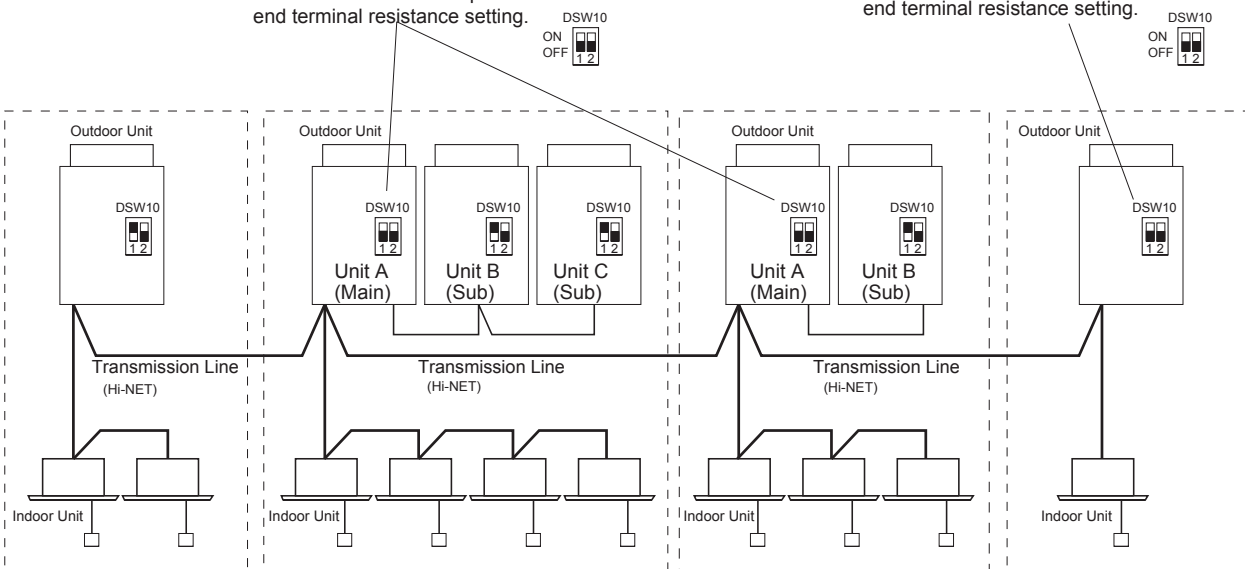 end terminal resistance setting.
DSW10
ON
OFF
1 2
end terminal resistance setting.
DSW10
ON
OFF
1 2
Outdoor Unit
DSW10
1 2
Outdoor Unit
DSW10
1 2
Unit A
(Main)
DSW10
1 2
Unit B
(Sub)
DSW10
1 2
Unit C
(Sub)
Outdoor Unit
DSW10
1 2
Unit A
(Main)
DSW10
1 2
Unit B
(Sub)
Outdoor Unit
DSW10
1 2
Transmission Line
(Hi-NET)
Transmission Line
(Hi-NET)
Transmission Line
(Hi-NET)
Indoor Unit
Indoor Unit
Indoor Unit
Indoor Unit